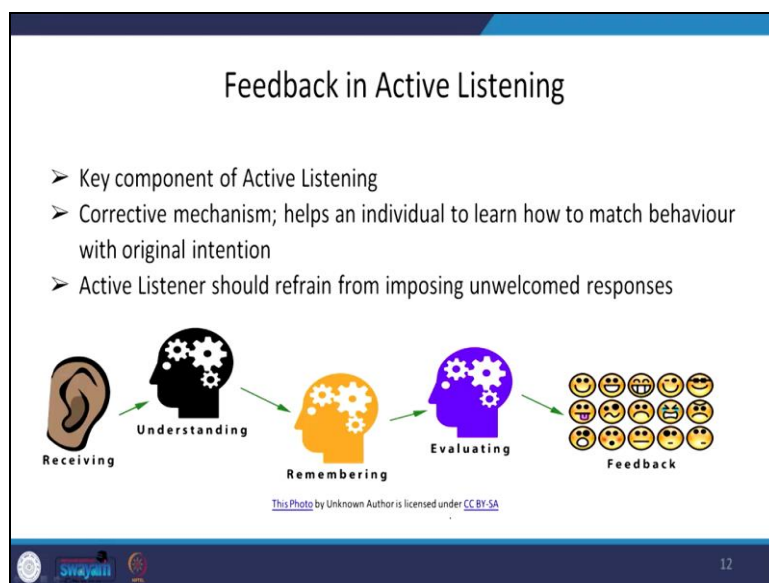 Feedback in Active Listening
➢ Key component of Active Listening
➢ Corrective mechanism; helps an individual to learn how to match behaviour
with original intention
➢ Active Listener should refrain from imposing unwelcomed responses
Receiving
Understanding
Remembering
Evaluating
Feedback
This Photo by Unknown Author is licensed under CC BY-SA
swayam
12